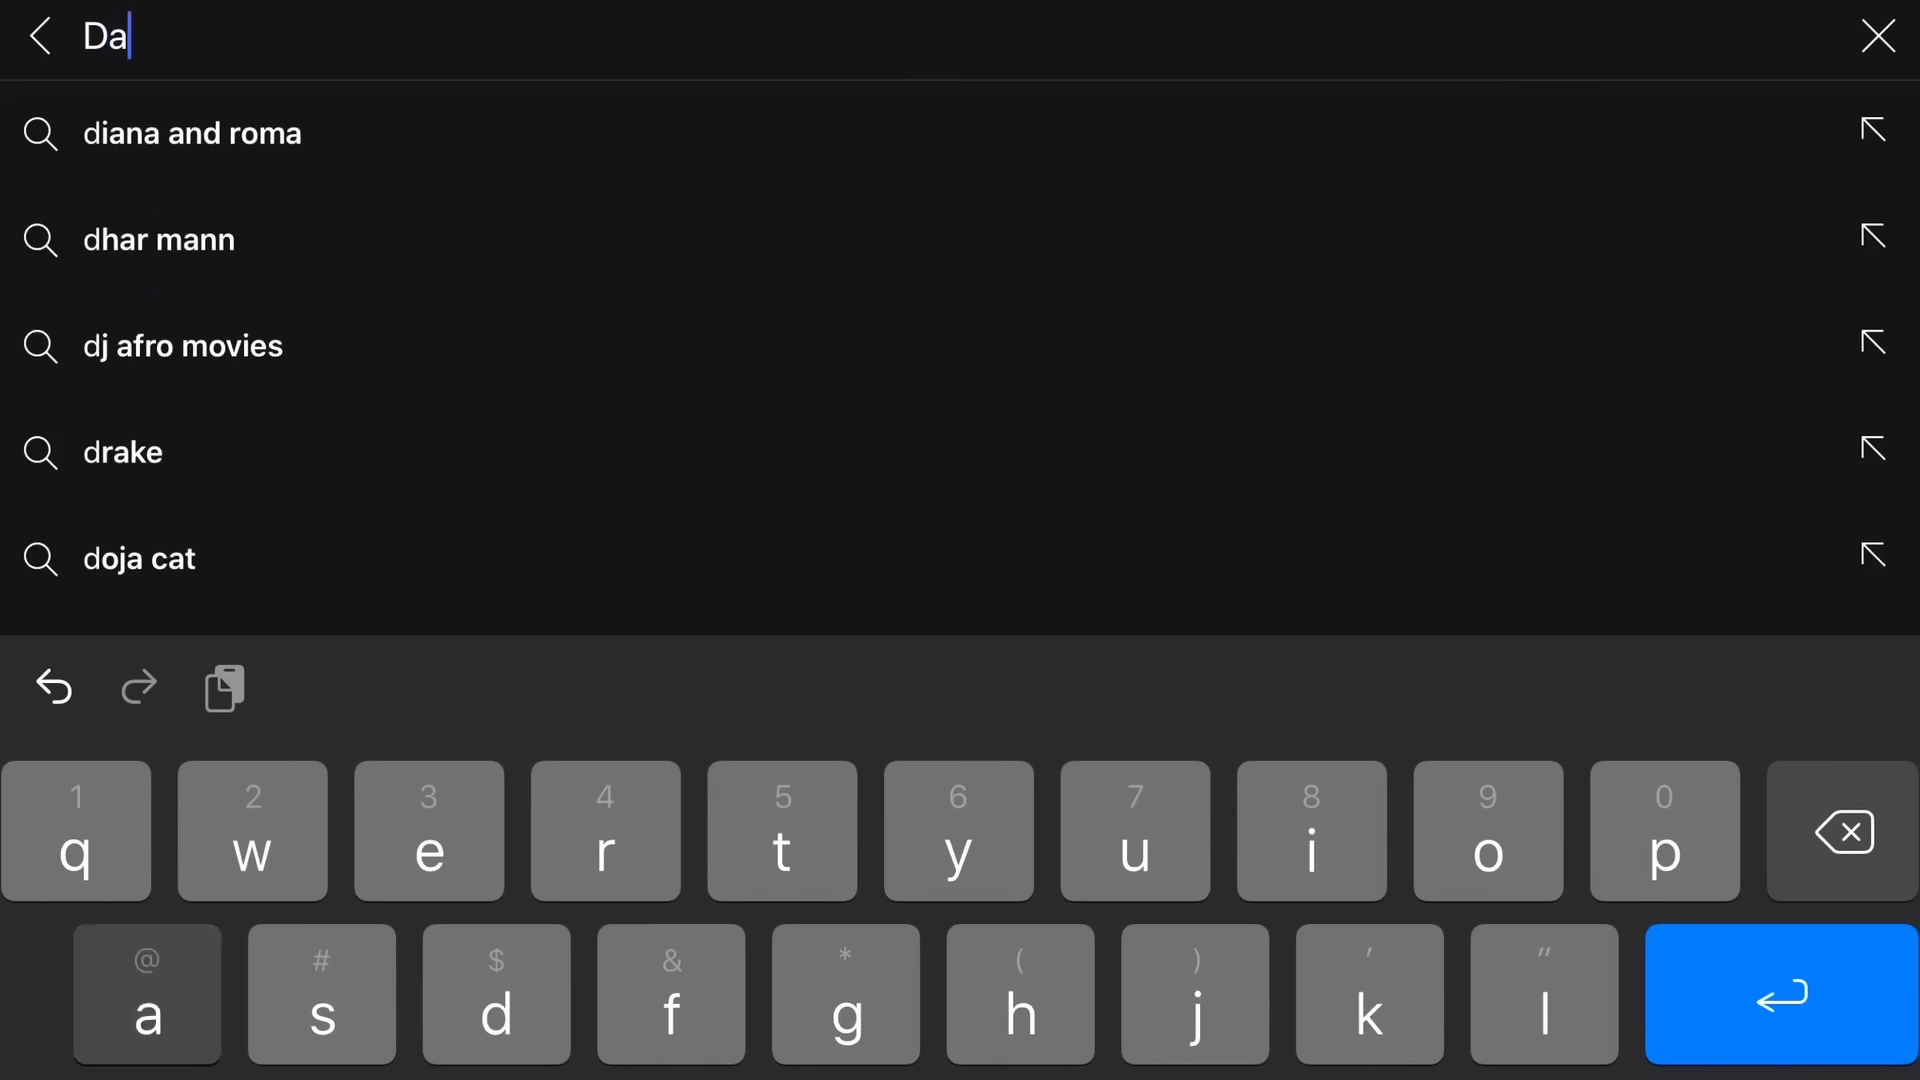 Da
diana and roma
dhar mann
dj afro movies
drake
doja cat
1 2 3 4 5 6 7 8 9 0
q w e r t y u i o p
@ # $ & * ( ) ' "
a s d f g h j k l